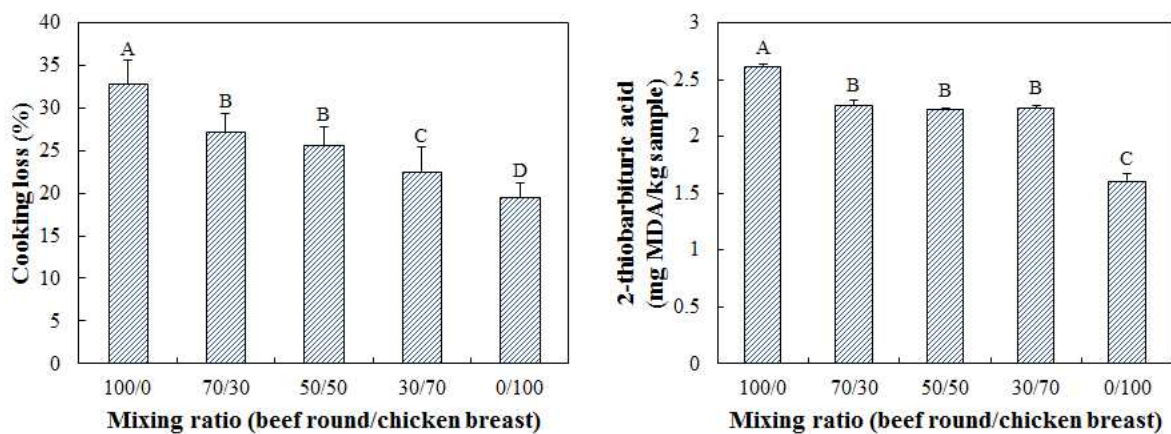 40
35
30
25
20
15
10
5
0
Cooking loss (%)
A
B
B
C
D
100/0 70/30 50/50 30/70 0/100
Mixing ratio (beef round/chicken breast)
3
2.5
2
1.5
1
0.5
0
2-thiobarbituric acid
(mg MDA/kg sample)
A
B
B
B
C
100/0 70/30 50/50 30/70 0/100
Mixing ratio (beef round/chicken breast)